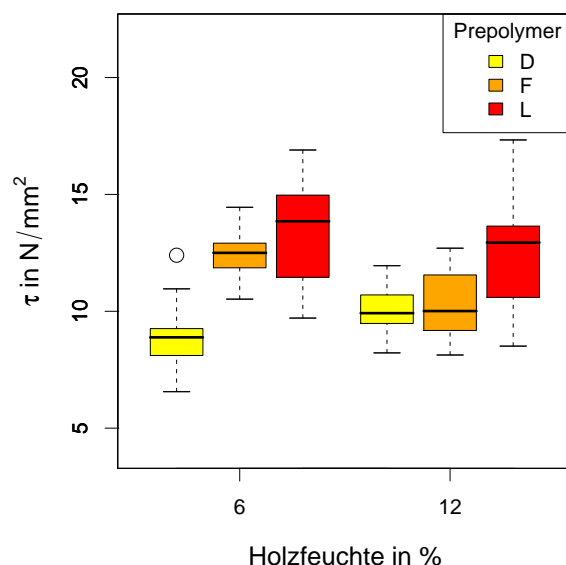 Prepolymer
D
F
L
τ in N/mm²
20
15
10
5
6
12
Holzfeuchte in %